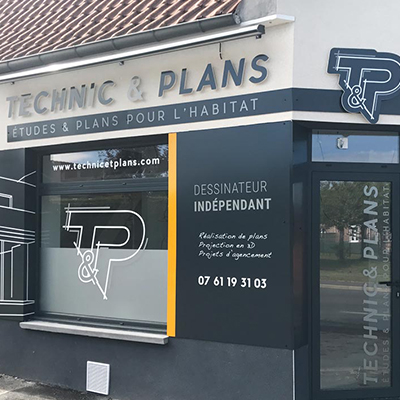 TECHNIC & PLANS
ÉTUDES & PLANS POUR L'HABITAT
T&P
www.technicetplans.com
T&P
DESSINATEUR
INDÉPENDANT
Réalisation de plans
Projection en 3D
Projets d'agencement
07 61 19 31 03
TECHNIC & PLANS
ÉTUDES & PLANS POUR L'HABITAT